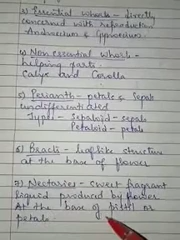 4) Essential whorls - directly
concerned with reproduction
Androecium & Gynoecium.
4) Non-essential whorls -
helping parts.
Calyx and Corolla
5) Perianth - petals & Sepals
undifferentiated
Types - Sepaloid - sepals
Petaloid - petals
6) Bracts - leaflike structure
at the base of flower
7) Nectaries - sweet fragrant
liquid produced by flower
At the base of pistil or
petals.